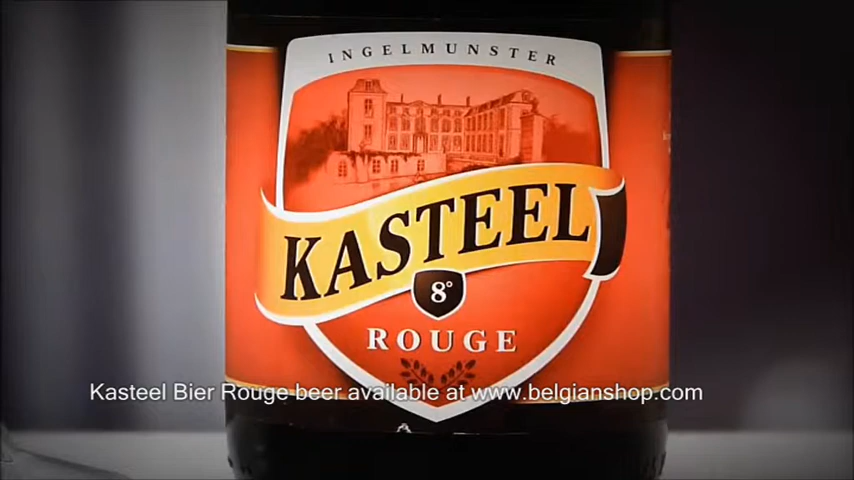 INGELMUNSTER
KASTEEL
8°
ROUGE
Kasteel Bier Rouge beer available at www.belgianshop.com